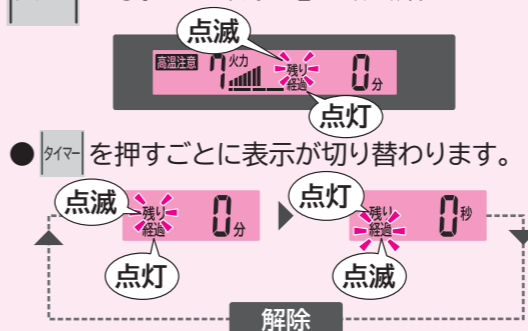 点滅
高温注意 7 火力 残り 経過 0分
点灯
● タイマー を押すごとに表示が切り替わります。
点滅 点灯
残り 経過 0分 残り 経過 0秒
点灯 点滅
解除